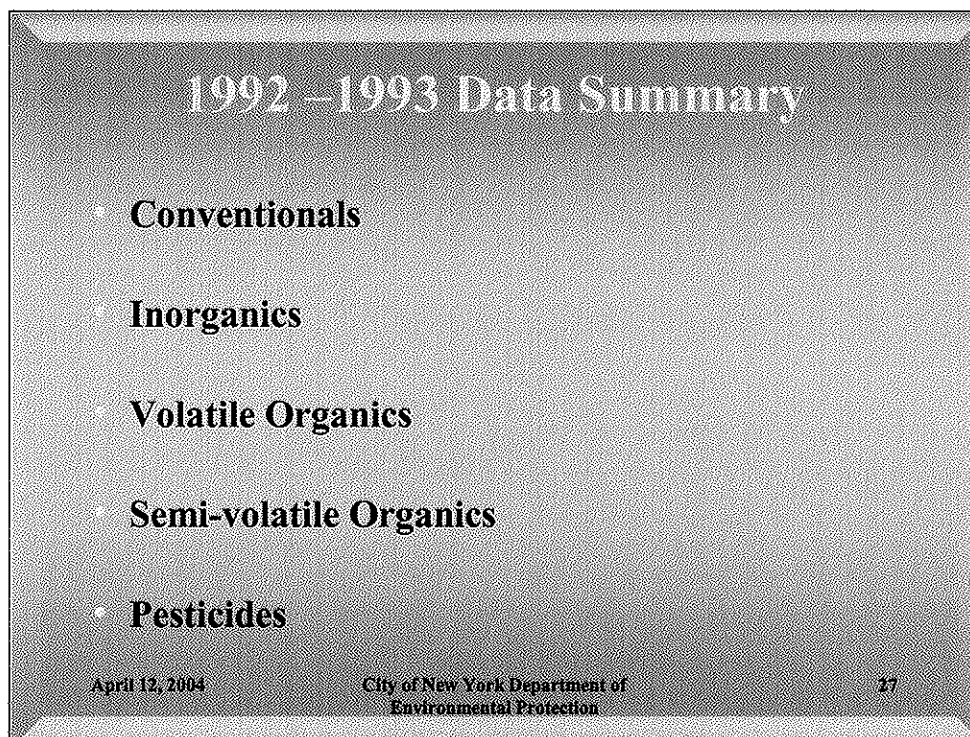 1992 –1993 Data Summary
Conventionals
Inorganics
Volatile Organics
Semi-volatile Organics
Pesticides
April 12, 2004
City of New York Department of
Environmental Protection
27